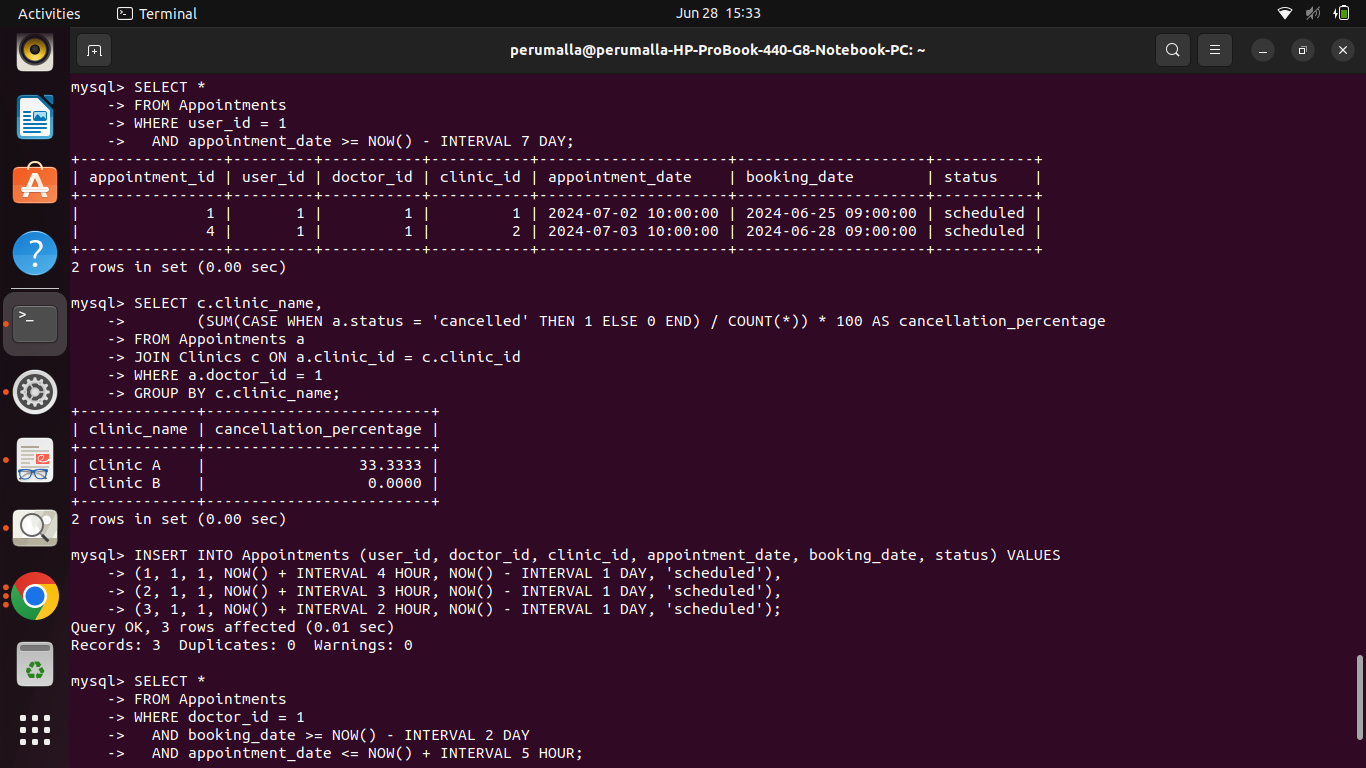 Activities
Terminal
Jun 28 15:33
perumalla@perumalla-HP-ProBook-440-G8-Notebook-PC: ~
mysql> SELECT *
    -> FROM Appointments
    -> WHERE user_id = 1
    ->   AND appointment_date >= NOW() - INTERVAL 7 DAY;
+----------------+---------+-----------+-----------+---------------------+---------------------+-----------+
| appointment_id | user_id | doctor_id | clinic_id | appointment_date    | booking_date        | status    |
+----------------+---------+-----------+-----------+---------------------+---------------------+-----------+
|              1 |       1 |         1 |         1 | 2024-07-02 10:00:00 | 2024-06-25 09:00:00 | scheduled |
|              4 |       1 |         1 |         2 | 2024-07-03 10:00:00 | 2024-06-28 09:00:00 | scheduled |
+----------------+---------+-----------+-----------+---------------------+---------------------+-----------+
2 rows in set (0.00 sec)
mysql> SELECT c.clinic_name,
    ->        (SUM(CASE WHEN a.status = 'cancelled' THEN 1 ELSE 0 END) / COUNT(*)) * 100 AS cancellation_percentage
    -> FROM Appointments a
    -> JOIN Clinics c ON a.clinic_id = c.clinic_id
    -> WHERE a.doctor_id = 1
    -> GROUP BY c.clinic_name;
+-------------+-------------------------+
| clinic_name | cancellation_percentage |
+-------------+-------------------------+
| Clinic A    |                 33.3333 |
| Clinic B    |                  0.0000 |
+-------------+-------------------------+
2 rows in set (0.00 sec)
mysql> INSERT INTO Appointments (user_id, doctor_id, clinic_id, appointment_date, booking_date, status) VALUES
    -> (1, 1, 1, NOW() + INTERVAL 4 HOUR, NOW() - INTERVAL 1 DAY, 'scheduled'),
    -> (2, 1, 1, NOW() + INTERVAL 3 HOUR, NOW() - INTERVAL 1 DAY, 'scheduled'),
    -> (3, 1, 1, NOW() + INTERVAL 2 HOUR, NOW() - INTERVAL 1 DAY, 'scheduled');
Query OK, 3 rows affected (0.01 sec)
Records: 3  Duplicates: 0  Warnings: 0
mysql> SELECT *
    -> FROM Appointments
    -> WHERE doctor_id = 1
    ->   AND booking_date >= NOW() - INTERVAL 2 DAY
    ->   AND appointment_date <= NOW() + INTERVAL 5 HOUR;